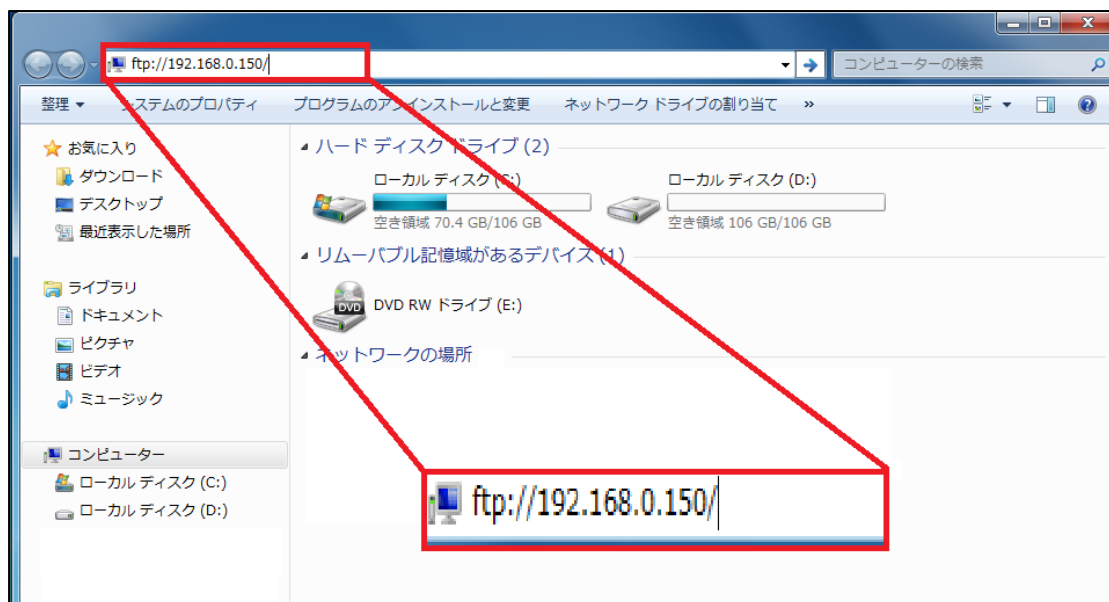 ftp://192.168.0.150/
コンピューターの検索
整理 システムのプロパティ プログラムのアンインストールと変更 ネットワーク ドライブの割り当て »
お気に入り
ダウンロード
デスクトップ
最近表示した場所
ライブラリ
ドキュメント
ピクチャ
ビデオ
ミュージック
コンピューター
ローカル ディスク (C:)
ローカル ディスク (D:)
ハード ディスク ドライブ (2)
ローカル ディスク (C:)
空き領域 70.4 GB/106 GB
ローカル ディスク (D:)
空き領域 106 GB/106 GB
リムーバブル記憶域があるデバイス (1)
DVD
DVD RW ドライブ (E:)
ネットワークの場所
ftp://192.168.0.150/